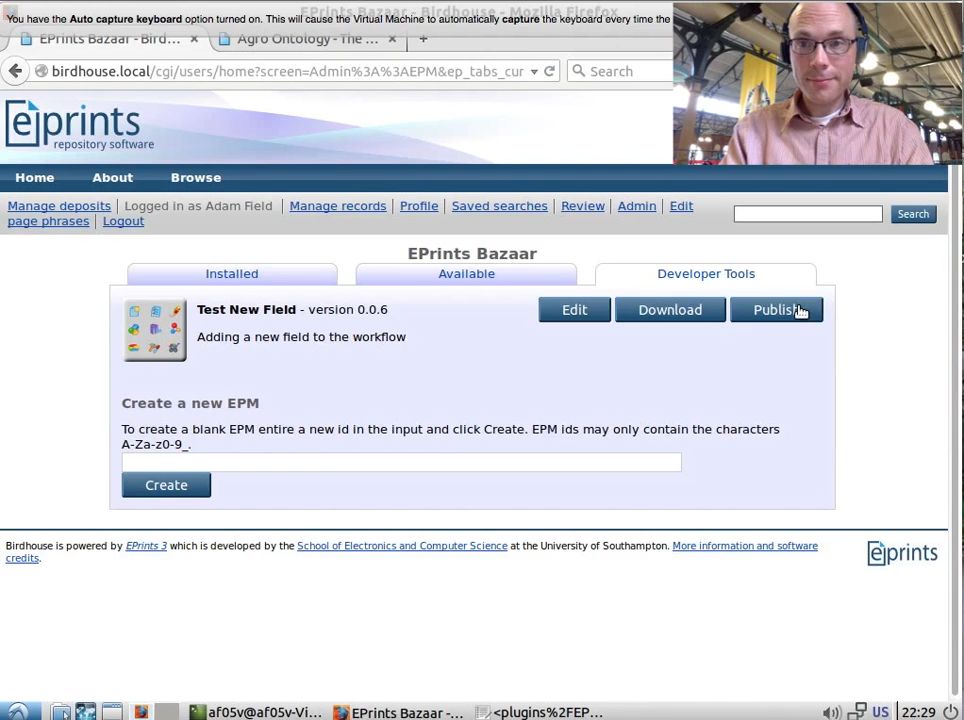 You have the Auto capture keyboard option turned on. This will cause the Virtual Machine to automatically capture the keyboard every time the
EPrints Bazaar - Birdhouse - Mozilla Firefox
EPrints Bazaar - Bird... × Agro Ontology - The ... × +
birdhouse.local/cgi/users/home?screen=Admin%3A%3AEPM&ep_tabs_cur Search
eprints
repository software
Home About Browse
Manage deposits Logged in as Adam Field Manage records Profile Saved searches Review Admin Edit
page phrases Logout
Search
EPrints Bazaar
Installed Available Developer Tools
Test New Field - version 0.0.6 Edit Download Publish
Adding a new field to the workflow
Create a new EPM
To create a blank EPM entire a new id in the input and click Create. EPM ids may only contain the characters
A-Za-z0-9_.
Create
Birdhouse is powered by EPrints 3 which is developed by the School of Electronics and Computer Science at the University of Southampton. More information and software
credits.
eprints
af05v@af05v-Vi... EPrints Bazaar -... <plugins%2FEP... US 22:29